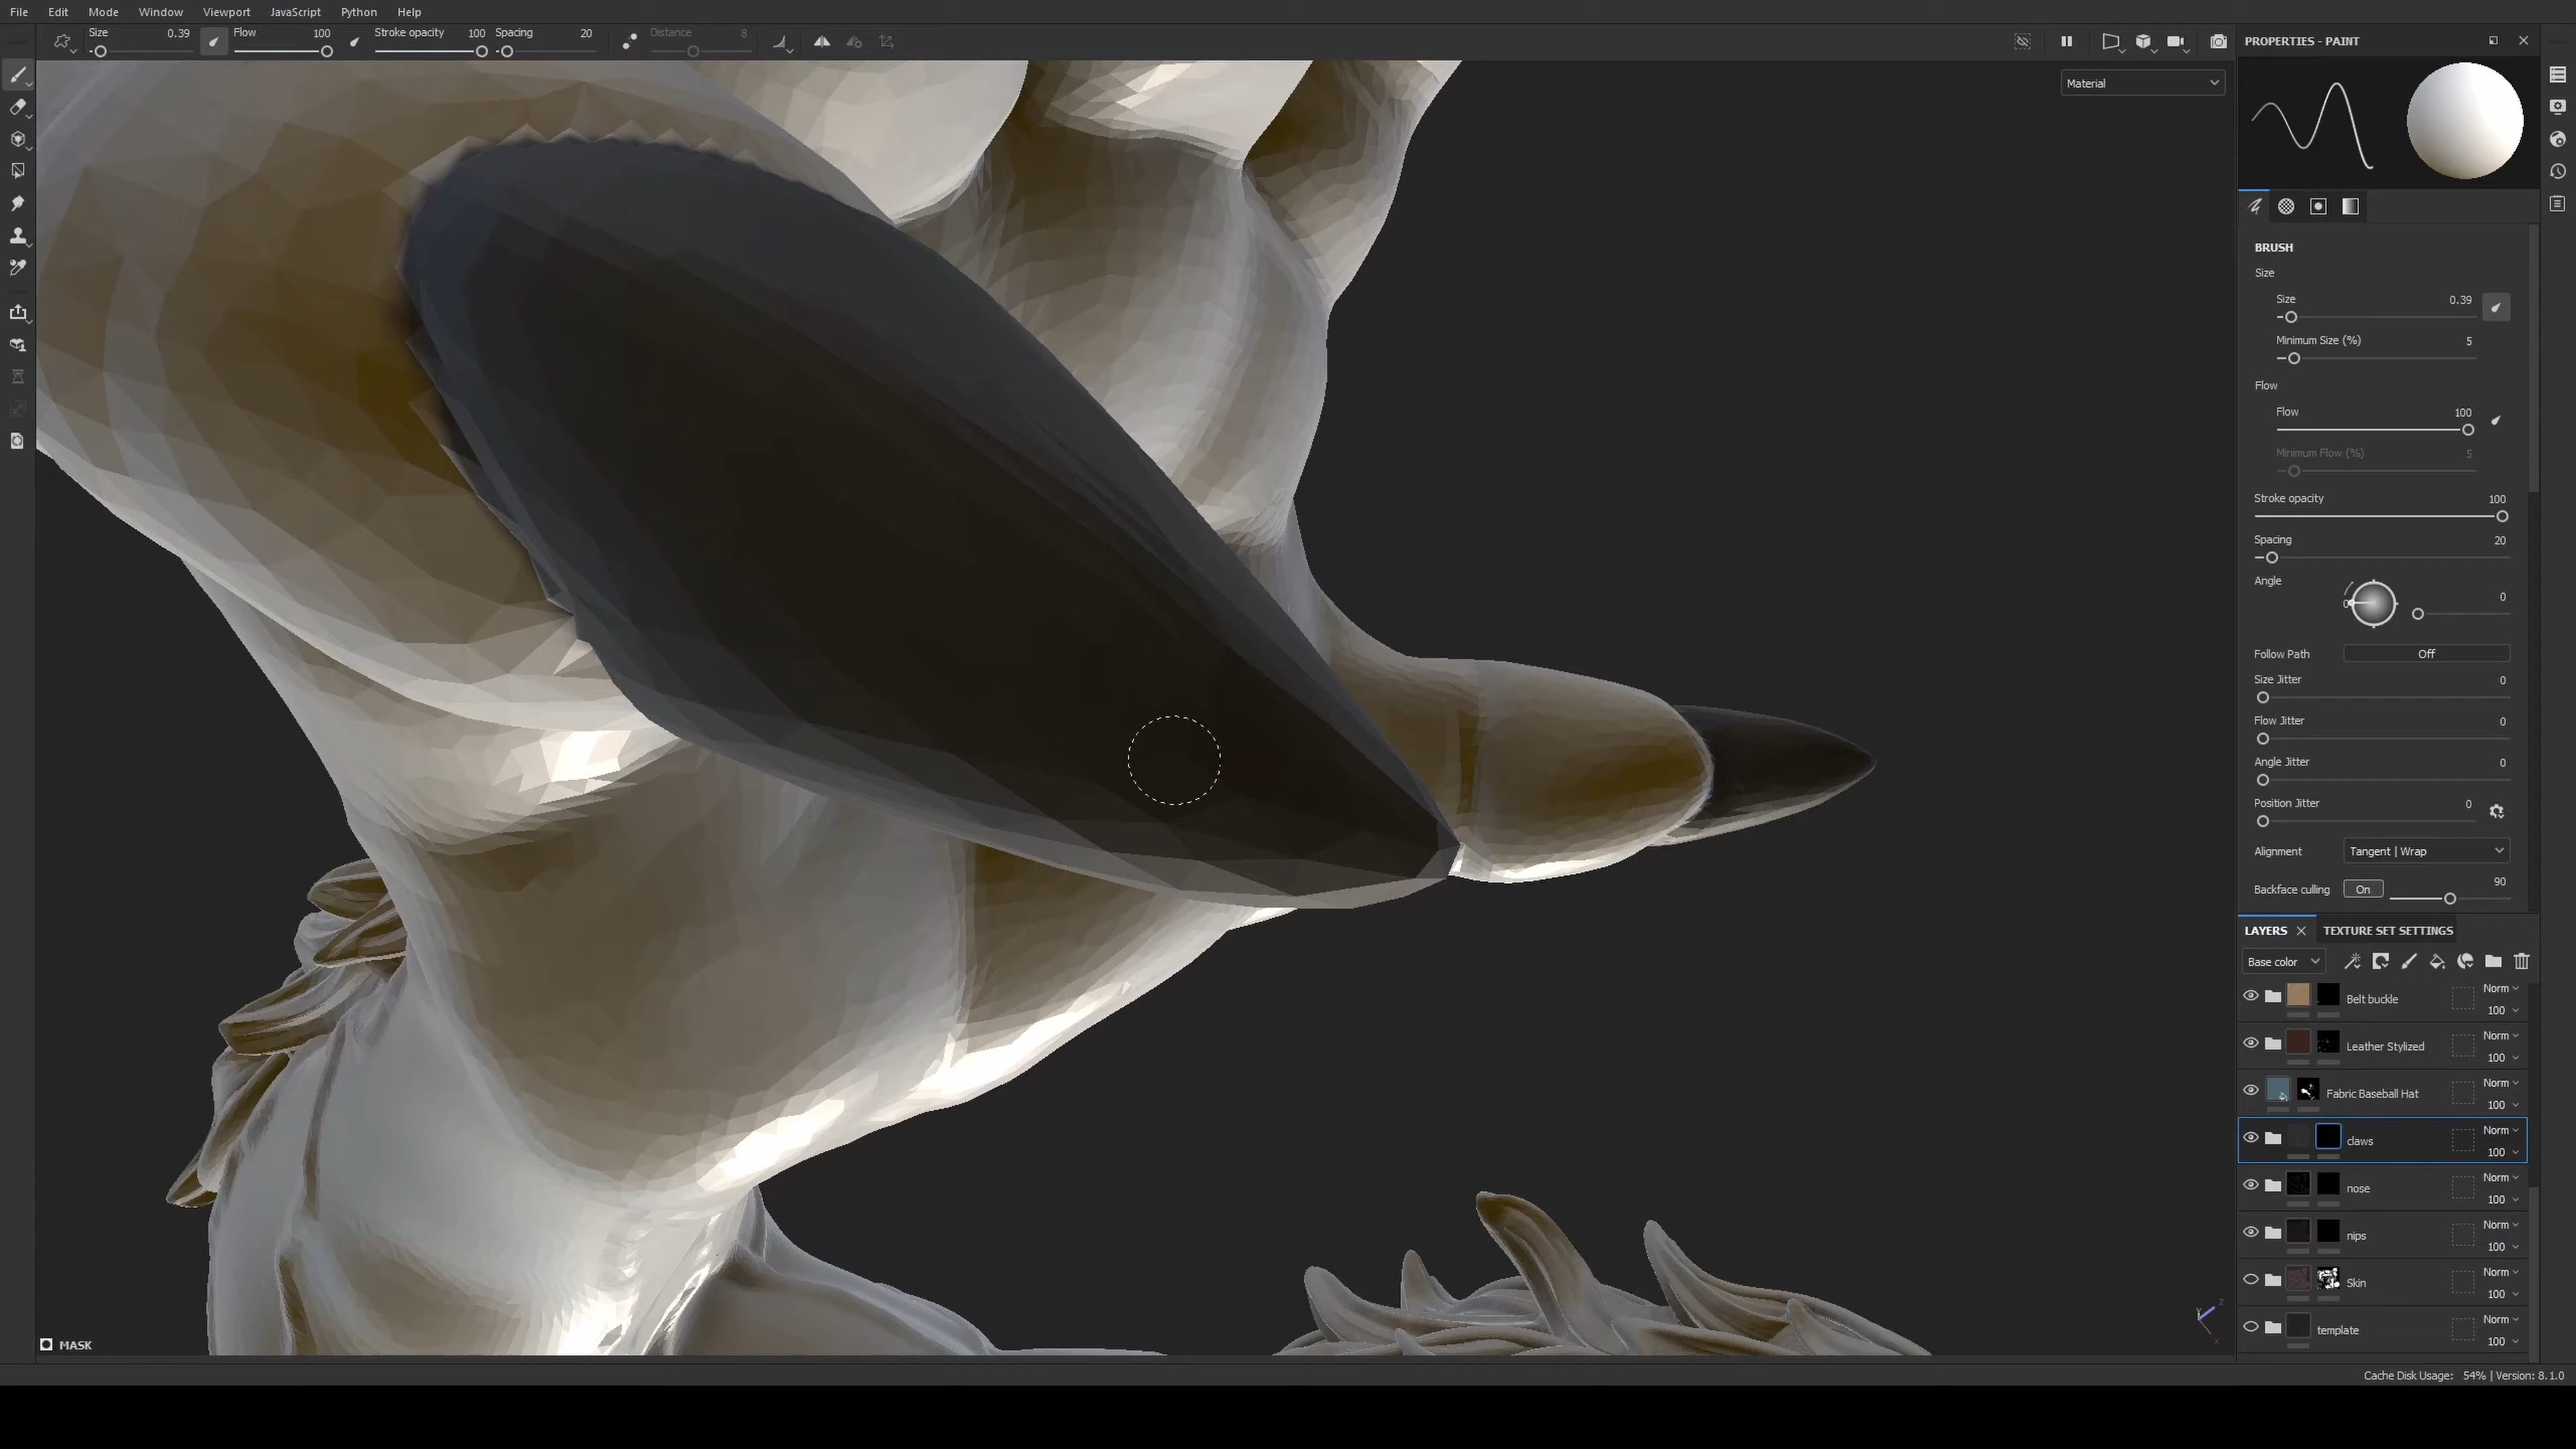 File Edit Mode Window Viewport JavaScript Python Help
Size 0.39 Flow 100 Stroke opacity 100 Spacing 20 Distance 8
Material
PROPERTIES - PAINT
BRUSH
Size
Size 0.39
Minimum Size (%) 5
Flow
Flow 100
Minimum Flow (%) 5
Stroke opacity 100
Spacing 20
Angle
0 0
Follow Path Off
Size Jitter 0
Flow Jitter 0
Angle Jitter 0
Position Jitter 0
Alignment Tangent | Wrap
Backface culling On 90
LAYERS TEXTURE SET SETTINGS
Base color
Belt buckle Norm 100
Leather Stylized Norm 100
Fabric Baseball Hat Norm 100
claws Norm 100
nose Norm 100
nips Norm 100
Skin Norm 100
template Norm 100
MASK
Cache Disk Usage: 54% | Version: 8.1.0